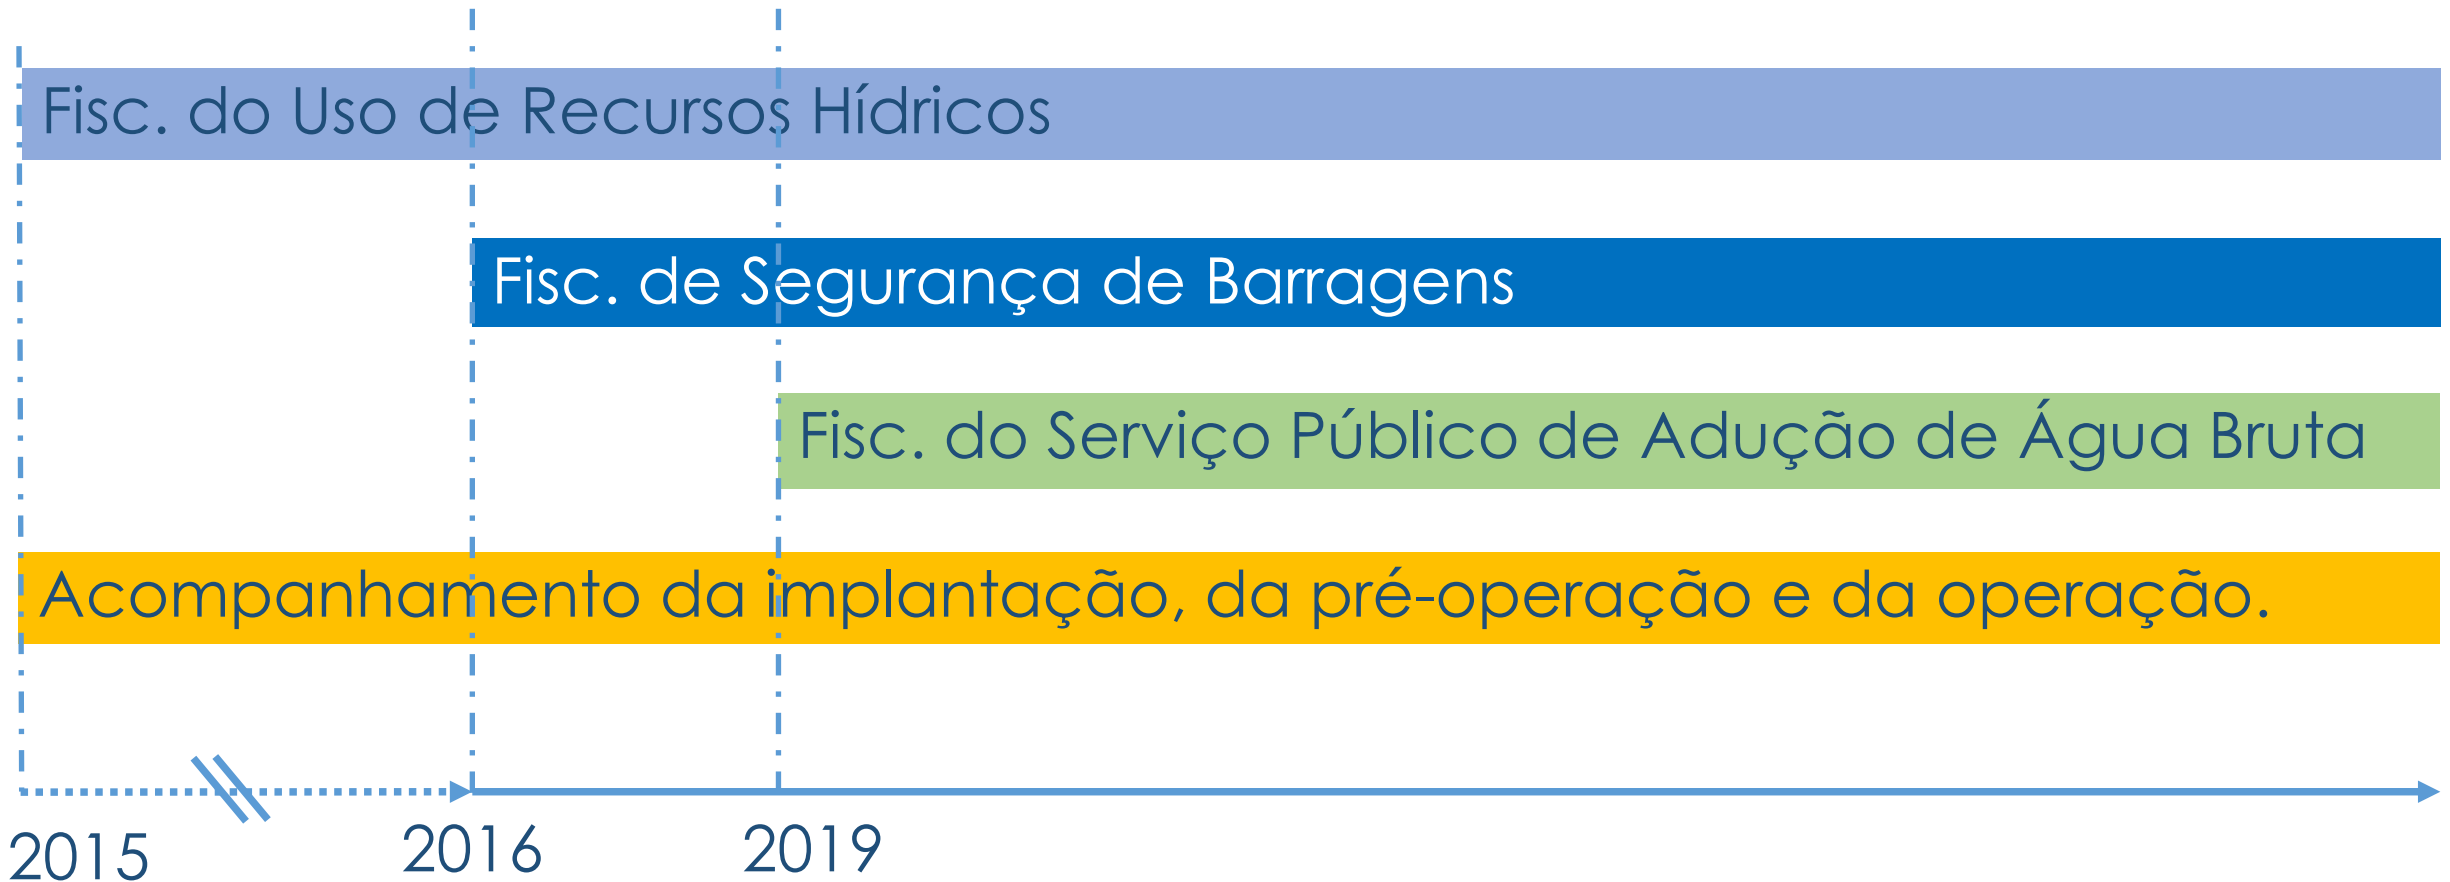 Fisc. do Uso de Recursos Hídricos
Fisc. de Segurança de Barragens
Fisc. do Serviço Público de Adução de Água Bruta
Acompanhamento da implantação, da pré-operação e da operação.
2015
2016
2019